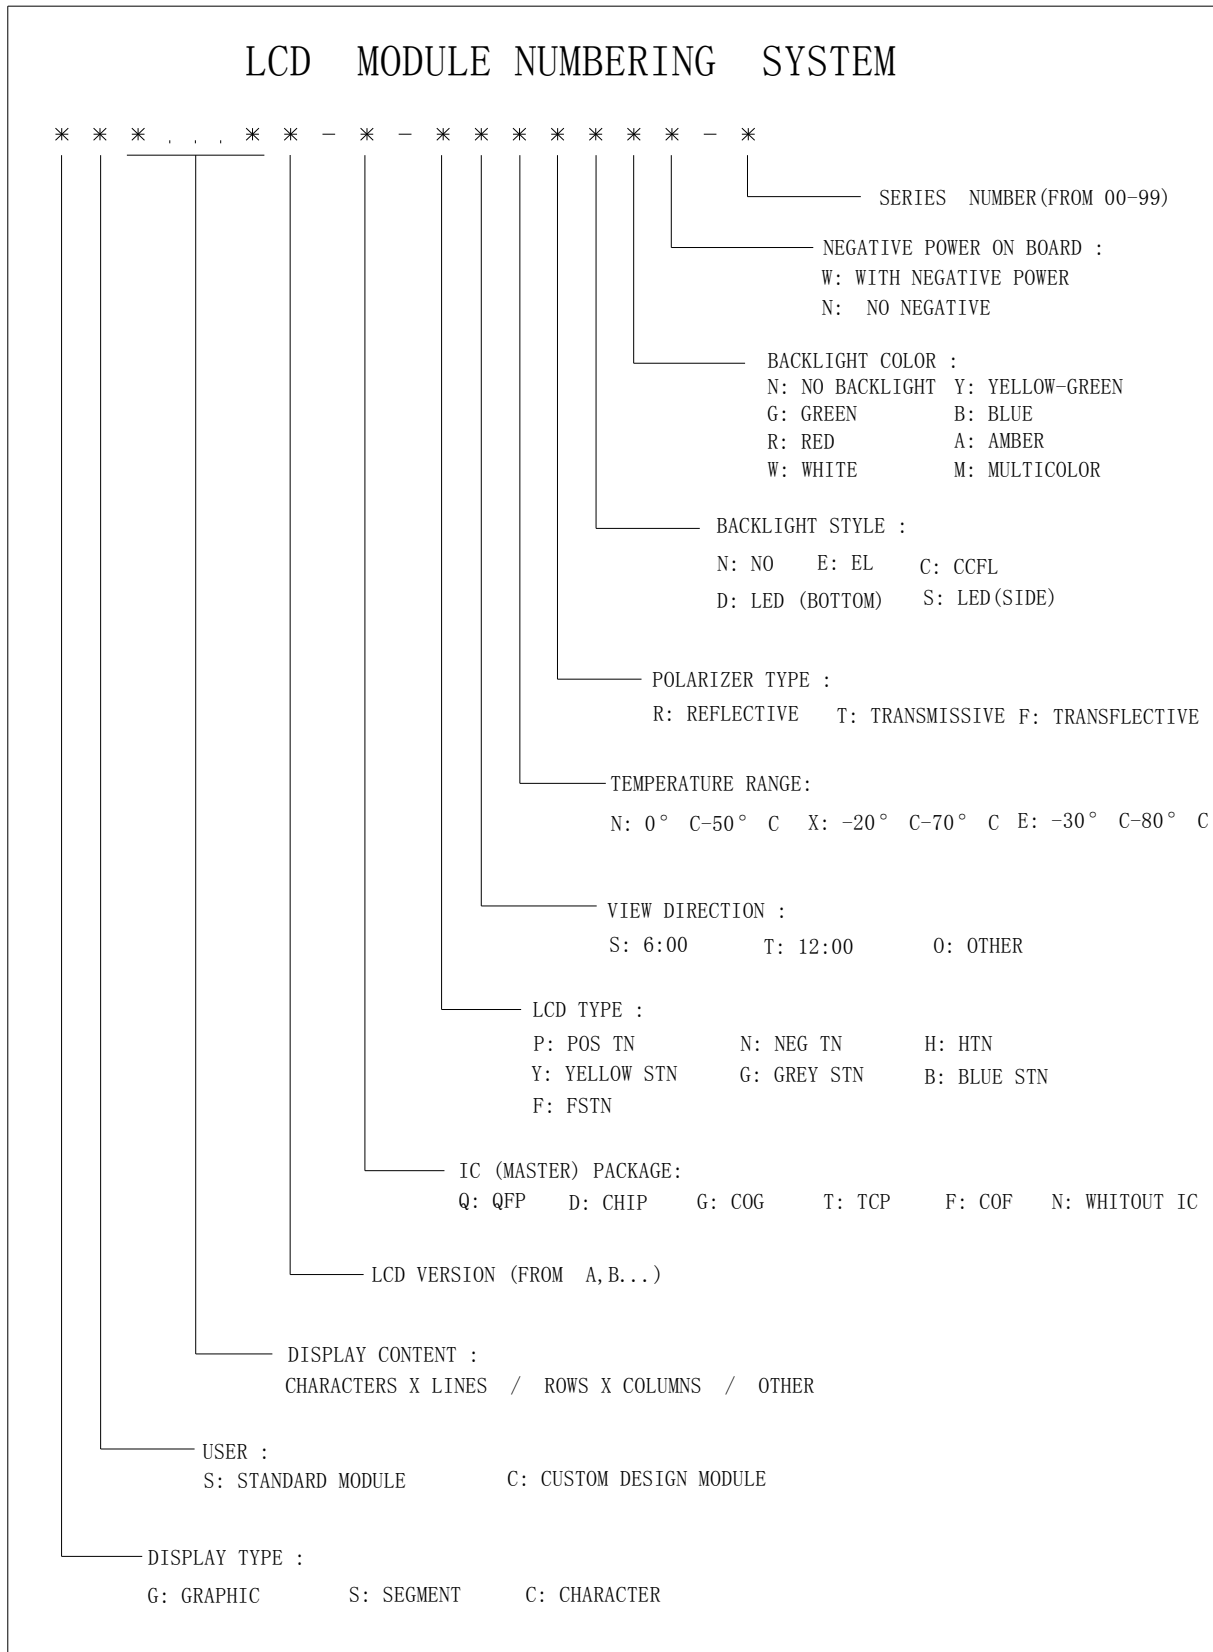 LCD MODULE NUMBERING SYSTEM
* * * . . . * * - * - * * * * * * * - *
SERIES NUMBER(FROM 00-99)
NEGATIVE POWER ON BOARD :
W: WITH NEGATIVE POWER
N: NO NEGATIVE
BACKLIGHT COLOR :
N: NO BACKLIGHT Y: YELLOW-GREEN
G: GREEN B: BLUE
R: RED A: AMBER
W: WHITE M: MULTICOLOR
BACKLIGHT STYLE :
N: NO E: EL C: CCFL
D: LED (BOTTOM) S: LED(SIDE)
POLARIZER TYPE :
R: REFLECTIVE T: TRANSMISSIVE F: TRANSFLECTIVE
TEMPERATURE RANGE:
N: 0° C-50° C X: -20° C-70° C E: -30° C-80° C
VIEW DIRECTION :
S: 6:00 T: 12:00 O: OTHER
LCD TYPE :
P: POS TN N: NEG TN H: HTN
Y: YELLOW STN G: GREY STN B: BLUE STN
F: FSTN
IC (MASTER) PACKAGE:
Q: QFP D: CHIP G: COG T: TCP F: COF N: WHITOUT IC
LCD VERSION (FROM A,B...)
DISPLAY CONTENT :
CHARACTERS X LINES / ROWS X COLUMNS / OTHER
USER :
S: STANDARD MODULE C: CUSTOM DESIGN MODULE
DISPLAY TYPE :
G: GRAPHIC S: SEGMENT C: CHARACTER